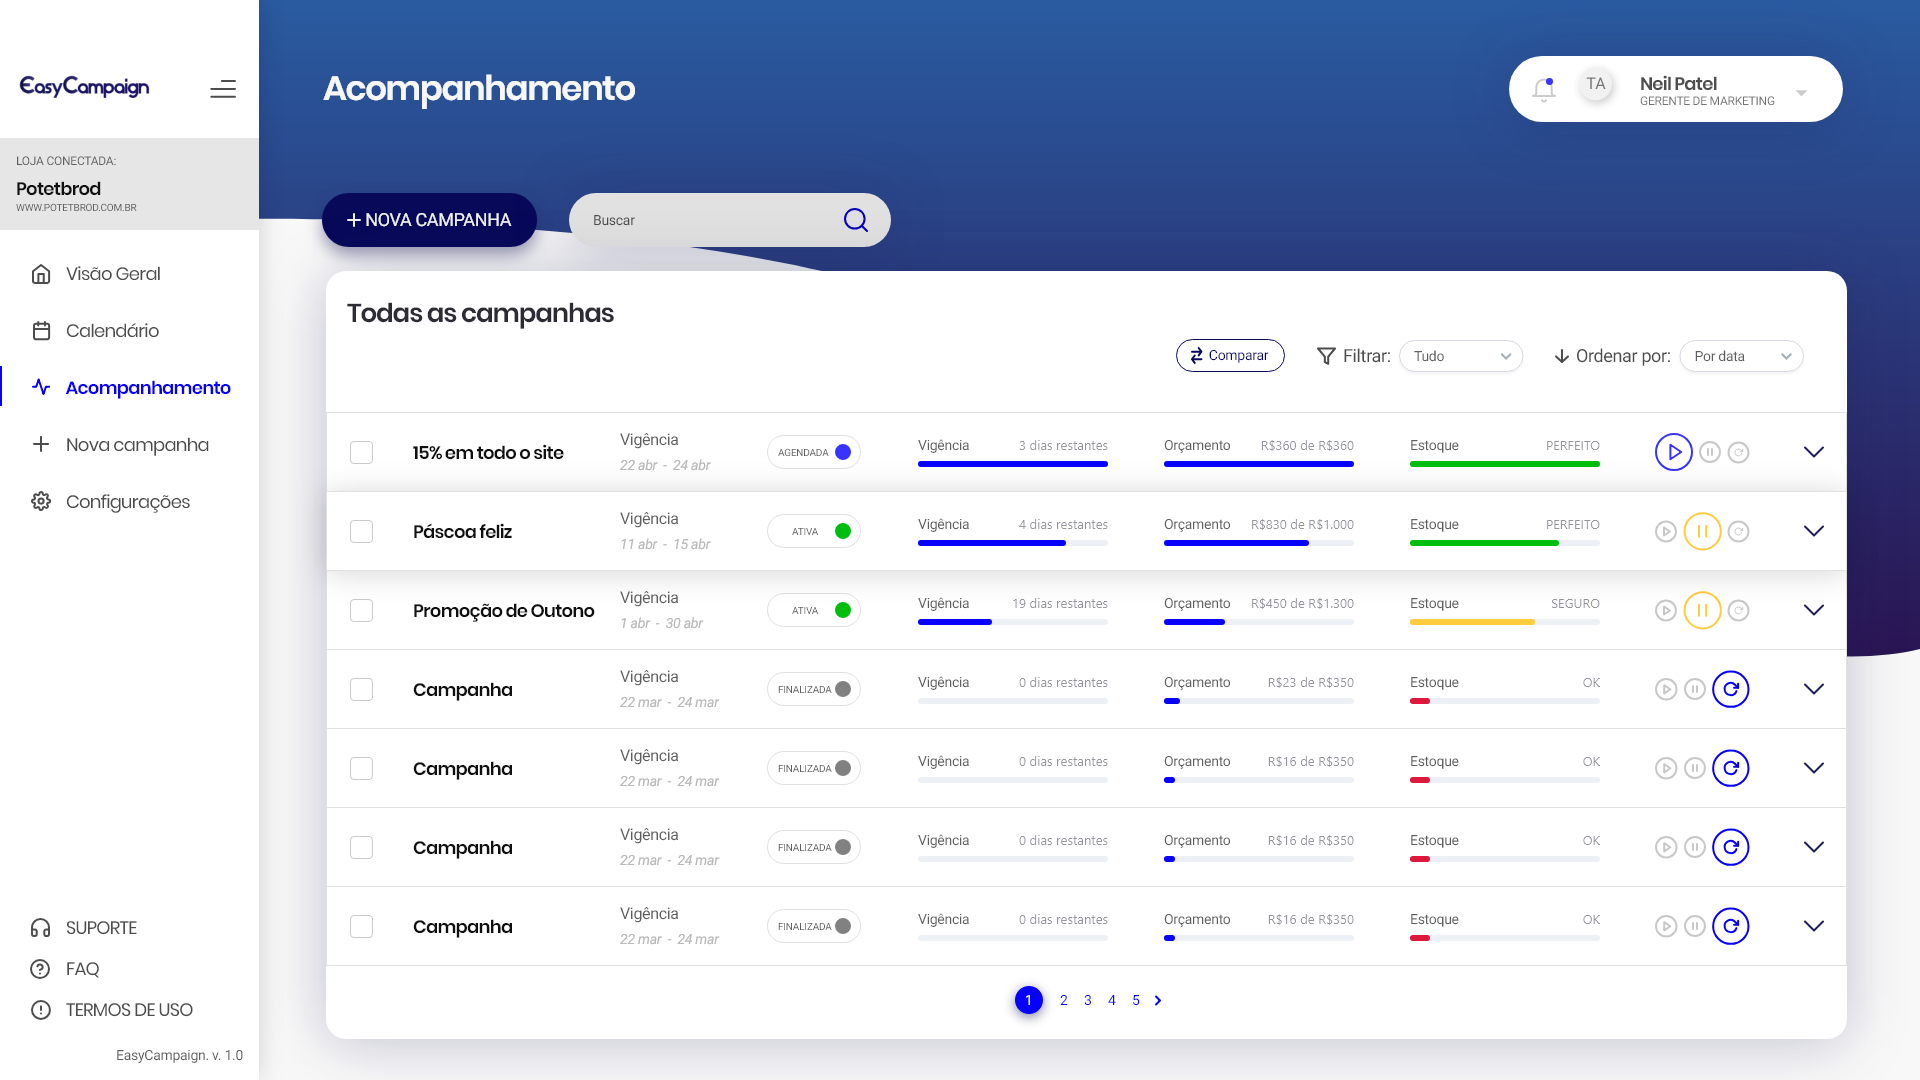 EasyCampaign
LOJA CONECTADA:
Potetbrod
WWW.POTETBROD.COM.BR
Visão Geral
Calendário
Acompanhamento
Nova campanha
Configurações
SUPORTE
FAQ
TERMOS DE USO
EasyCampaign. v. 1.0
Acompanhamento
TA
Neil Patel
GERENTE DE MARKETING
+ NOVA CAMPANHA
Buscar
Todas as campanhas
Comparar
Filtrar: Tudo
Ordenar por: Por data
15% em todo o site
Vigência
22 abr - 24 abr
AGENDADA
Vigência 3 dias restantes
Orçamento R$360 de R$360
Estoque PERFEITO
Páscoa feliz
Vigência
11 abr - 15 abr
ATIVA
Vigência 4 dias restantes
Orçamento R$830 de R$1.000
Estoque PERFEITO
Promoção de Outono
Vigência
1 abr - 30 abr
ATIVA
Vigência 19 dias restantes
Orçamento R$450 de R$1.300
Estoque SEGURO
Campanha
Vigência
22 mar - 24 mar
FINALIZADA
Vigência 0 dias restantes
Orçamento R$23 de R$350
Estoque OK
Campanha
Vigência
22 mar - 24 mar
FINALIZADA
Vigência 0 dias restantes
Orçamento R$16 de R$350
Estoque OK
Campanha
Vigência
22 mar - 24 mar
FINALIZADA
Vigência 0 dias restantes
Orçamento R$16 de R$350
Estoque OK
Campanha
Vigência
22 mar - 24 mar
FINALIZADA
Vigência 0 dias restantes
Orçamento R$16 de R$350
Estoque OK
1 2 3 4 5